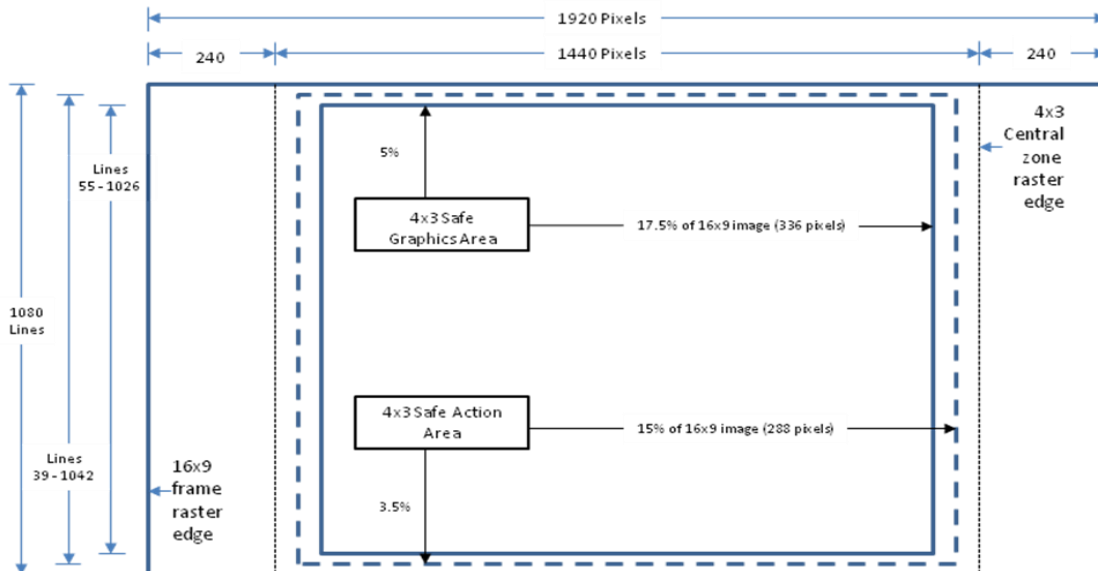 1920 Pixels
240
1440 Pixels
240
5%
4x3
Central
zone
raster
edge
Lines
55 - 1026
4x3 Safe
Graphics Area
17.5% of 16x9 image (336 pixels)
1080
Lines
4x3 Safe Action
Area
15% of 16x9 image (288 pixels)
Lines
39 - 1042
16x9
frame
raster
edge
3.5%